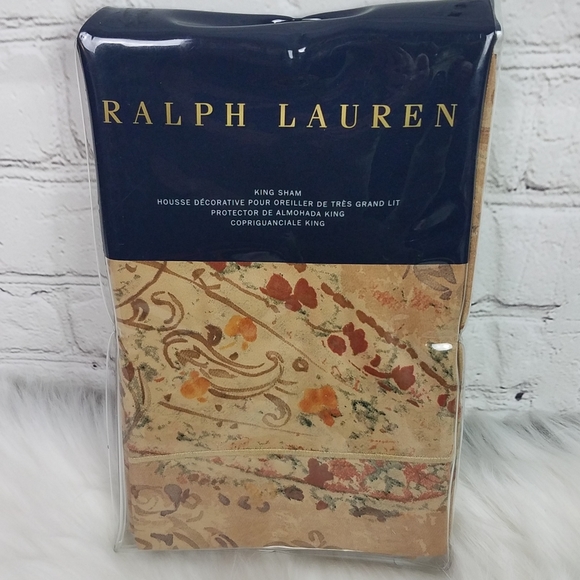 RALPH LAUREN
KING SHAM
HOUSSE DÉCORATIVE POUR OREILLER DE TRÈS GRAND LIT
PROTECTOR DE ALMOHADA KING
COPRIGUANCIALE KING